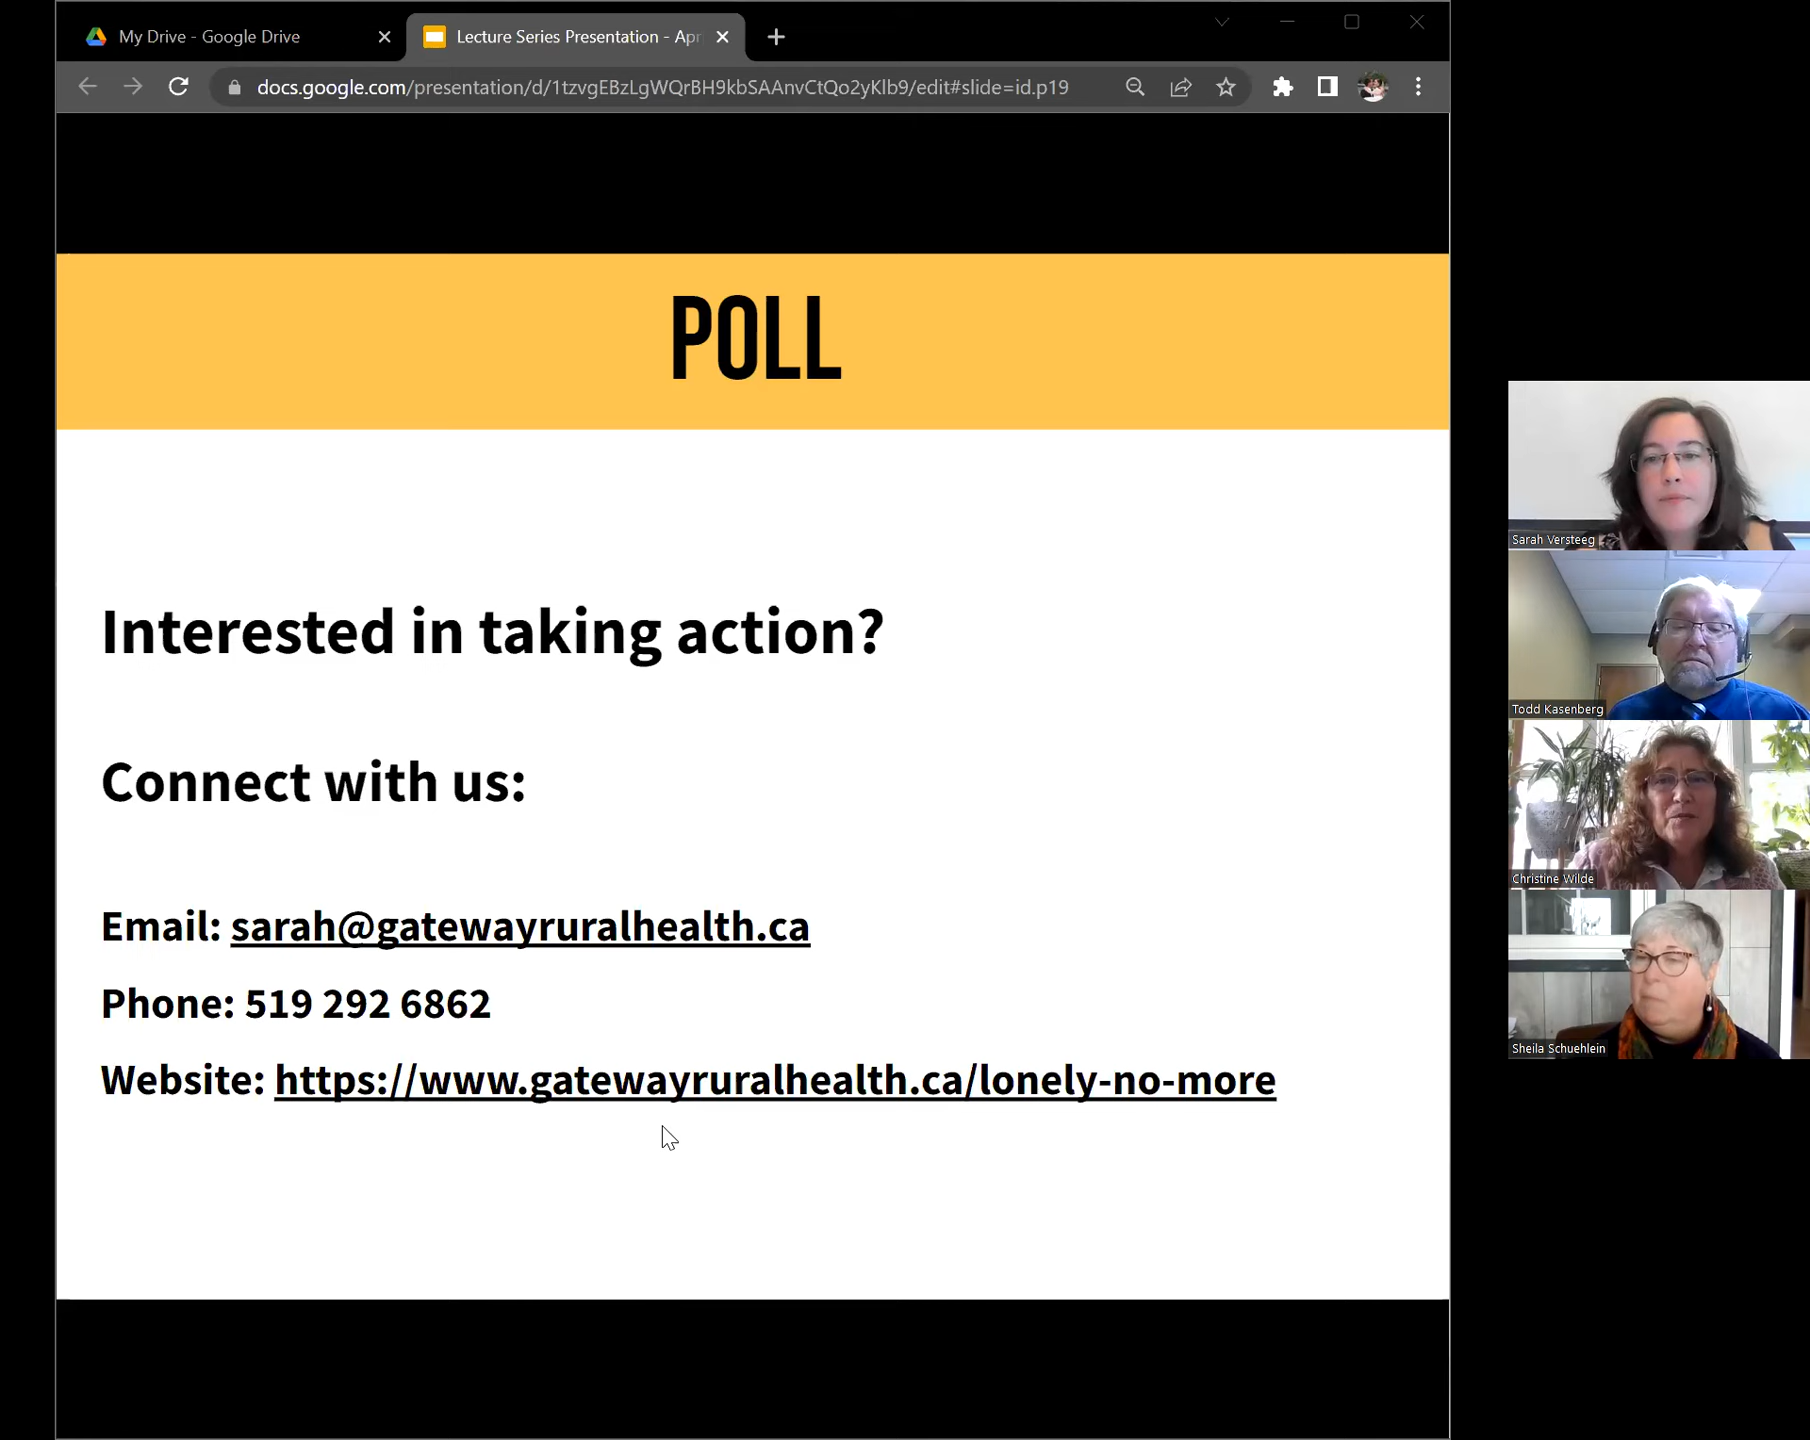 My Drive - Google Drive
Lecture Series Presentation - Apr
docs.google.com/presentation/d/1tzvgEBzLgWQrBH9kbSAAnvCtQo2yKlb9/edit#slide=id.p19
POLL
Interested in taking action?
Connect with us:
Email: sarah@gatewayruralhealth.ca
Phone: 519 292 6862
Website: https://www.gatewayruralhealth.ca/lonely-no-more
Sarah Versteeg
Todd Kasenberg
Christine Wilde
Sheila Schuehlein